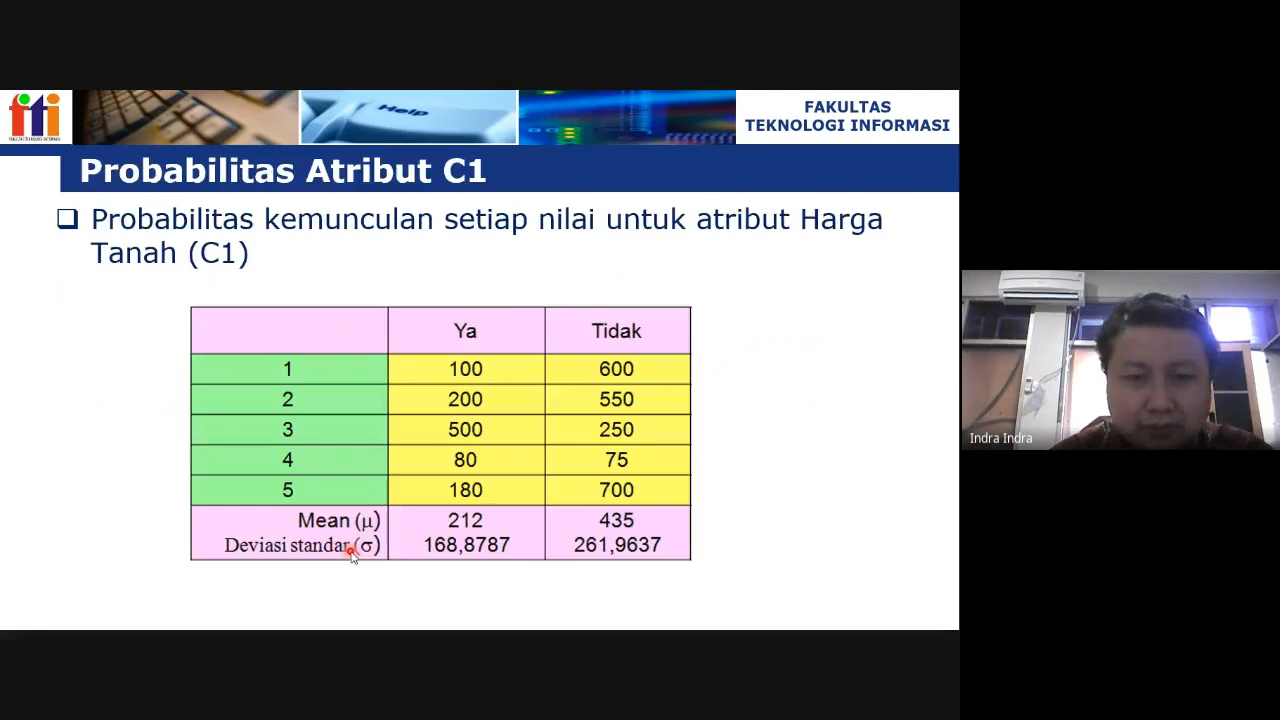 fiti
Help
FAKULTAS
TEKNOLOGI INFORMASI
Probabilitas Atribut C1
Probabilitas kemunculan setiap nilai untuk atribut Harga
Tanah (C1)
Ya Tidak
1 100 600
2 200 550
3 500 250
4 80 75
5 180 700
Mean (μ) 212 435
Deviasi standar (σ) 168,8787 261,9637
Indra Indra